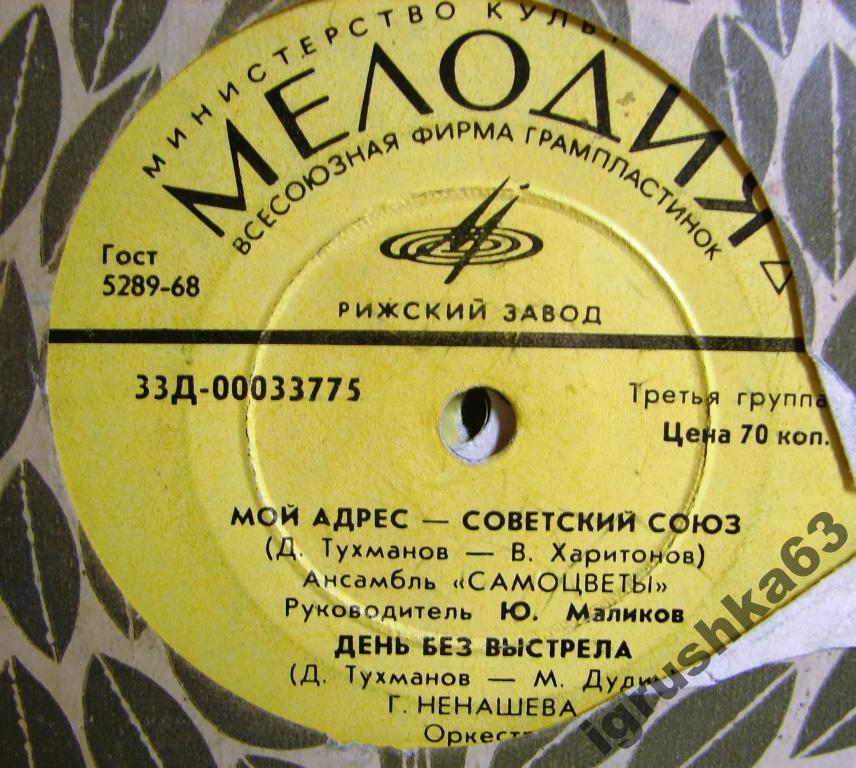 МИНИСТЕРСТВО
МЕЛОДИЯ
ВСЕСОЮЗНАЯ ФИРМА ГРАМПЛАСТИНОК
Гост
5289-68
РИЖСКИЙ ЗАВОД
33Д-00033775
Третья группа
Цена 70 коп.
МОЙ АДРЕС — СОВЕТСКИЙ СОЮЗ
(Д. Тухманов — В. Харитонов)
Ансамбль «САМОЦВЕТЫ»
Руководитель Ю. Маликов
ДЕНЬ БЕЗ ВЫСТРЕЛА
(Д. Тухманов — М.
Г. НЕНАШЕВА
igrushka63